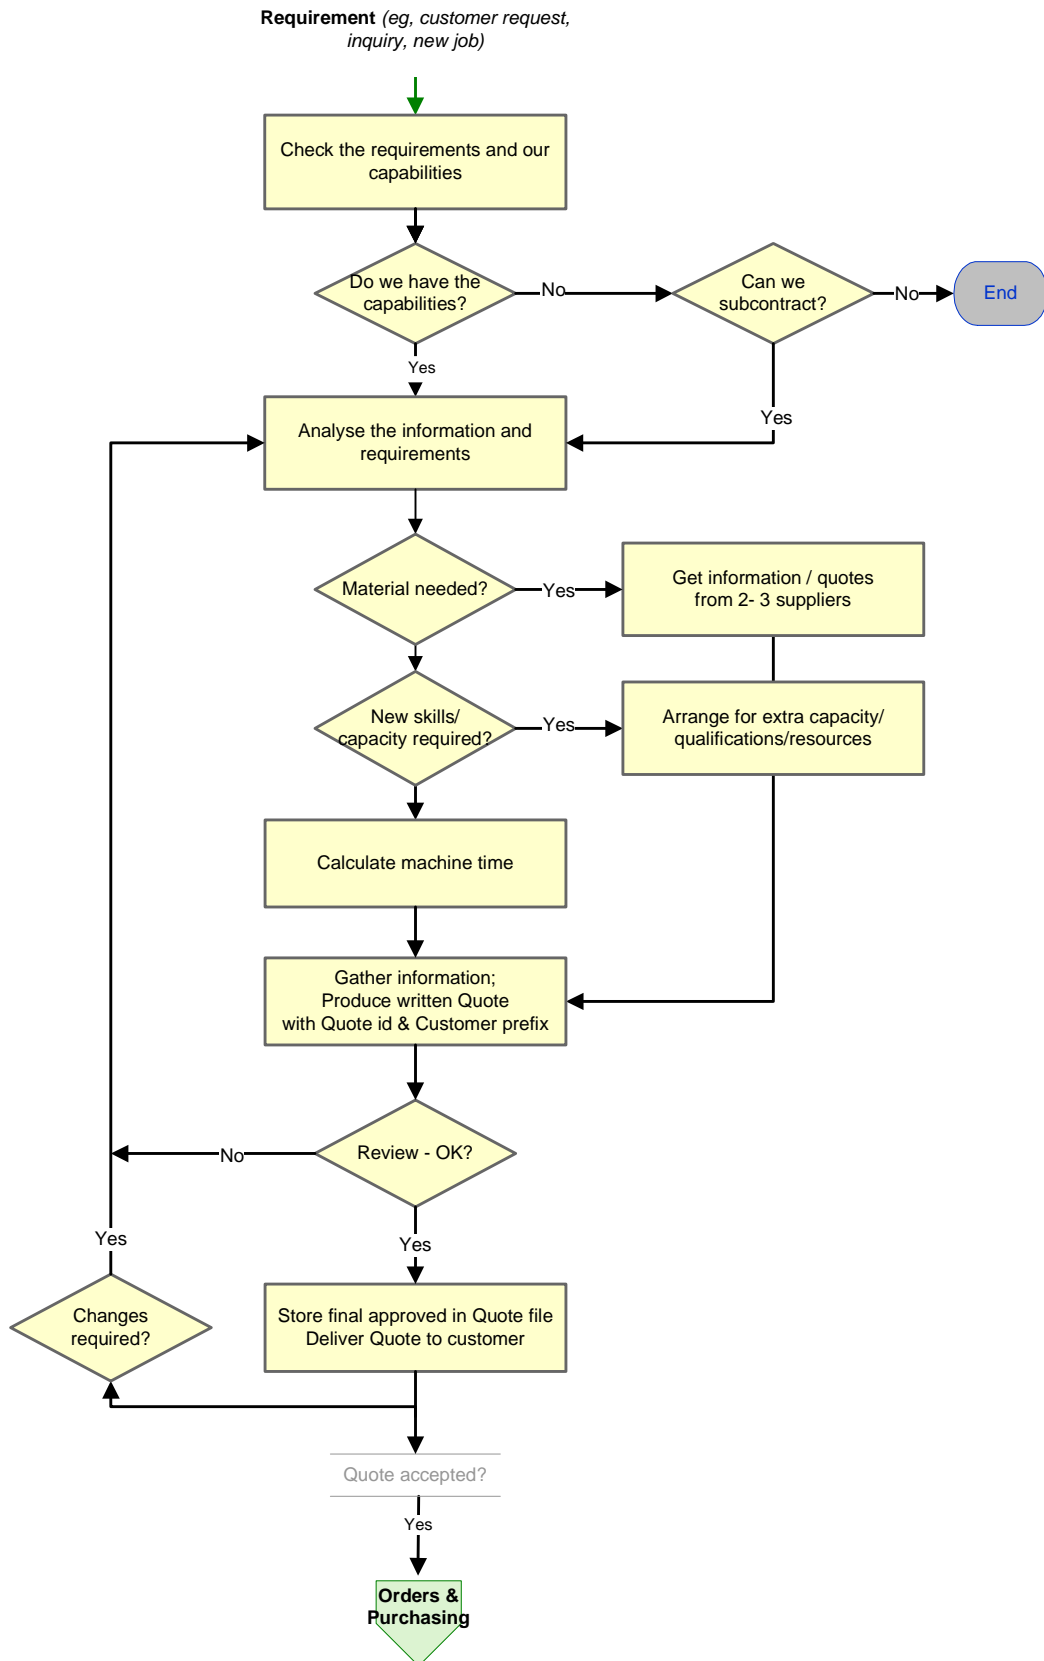 Requirement (eg, customer request,
inquiry, new job)
Check the requirements and our
capabilities
Do we have the
capabilities?
No
Can we
subcontract?
No
End
Yes
Yes
Analyse the information and
requirements
Material needed?
Yes
Get information / quotes
from 2- 3 suppliers
New skills/
capacity required?
Yes
Arrange for extra capacity/
qualifications/resources
Calculate machine time
Gather information;
Produce written Quote
with Quote id & Customer prefix
Review - OK?
No
Yes
Yes
Changes
required?
Store final approved in Quote file
Deliver Quote to customer
Quote accepted?
Yes
Orders &
Purchasing